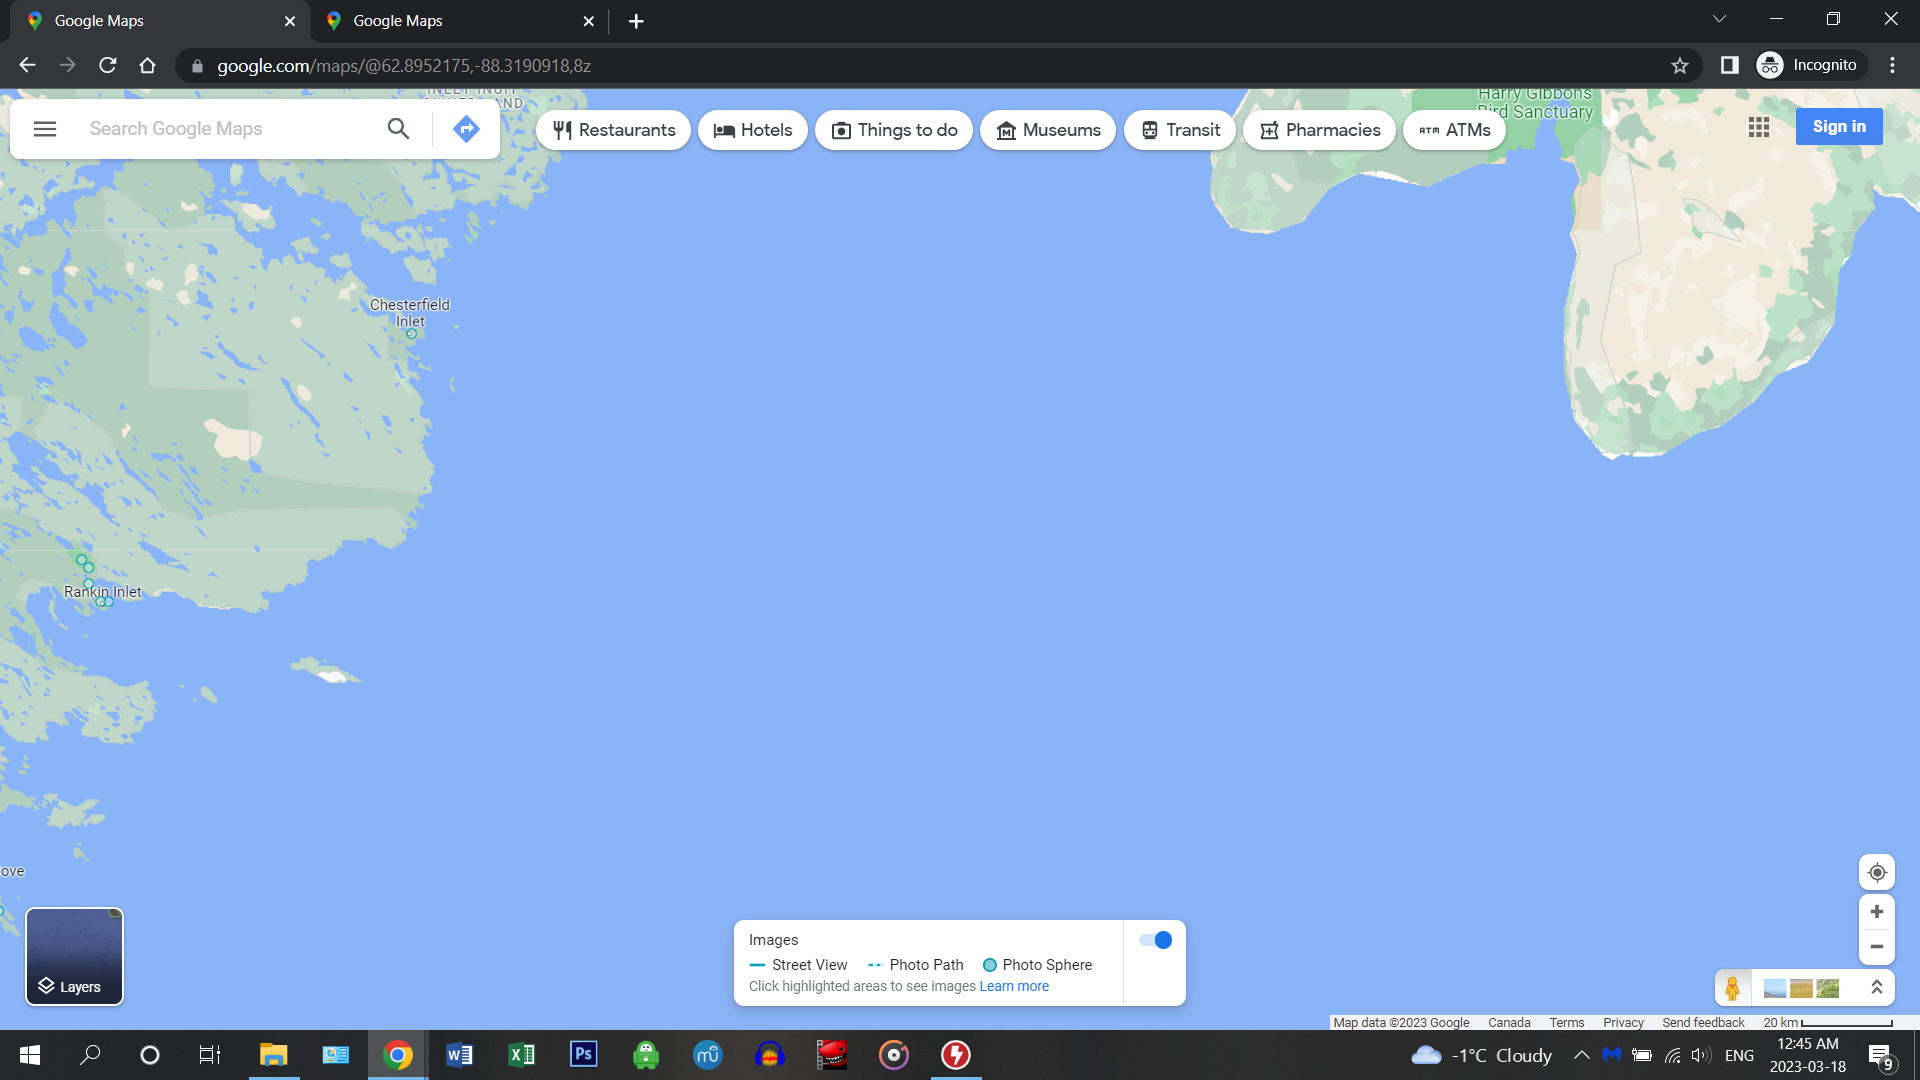 Google Maps
Google Maps
google.com/maps/@62.8952175,-88.3190918,8z
Incognito
Search Google Maps
Restaurants
Hotels
Things to do
Museums
Transit
Pharmacies
ATM ATMs
Harry Gibbons
Bird Sanctuary
Sign in
Chesterfield
Inlet
Rankin Inlet
ove
Layers
Images
Street View
Photo Path
Photo Sphere
Click highlighted areas to see images Learn more
Map data ©2023 Google
Canada
Terms
Privacy
Send feedback
20 km
-1°C Cloudy
ENG
12:45 AM
2023-03-18
9